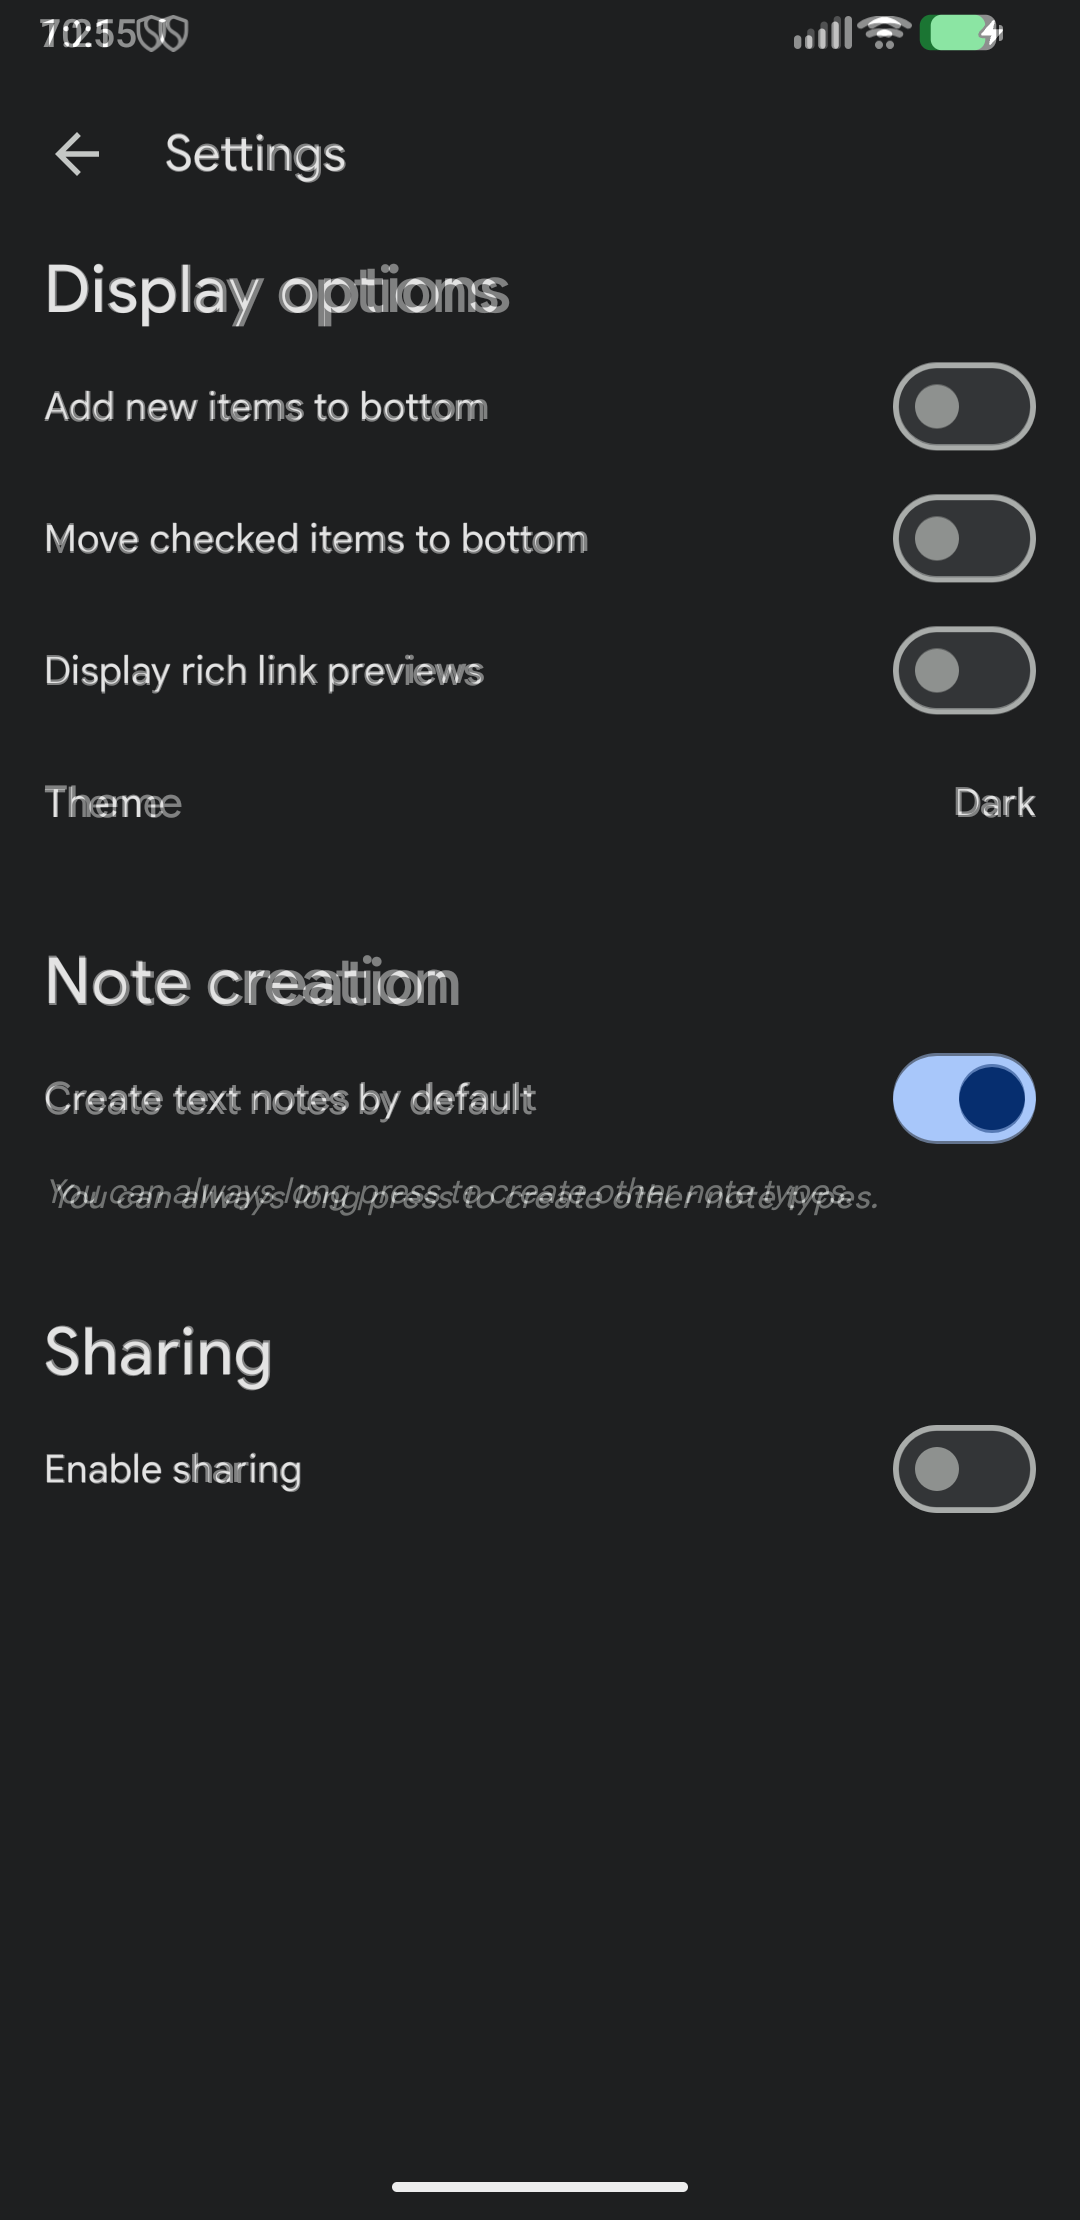 Settings
Display options
Add new items to bottom
Move checked items to bottom
Display rich link previews
Theme
Dark
Note creation
Create text notes by default
You can always long press to create other note types.
Sharing
Enable sharing